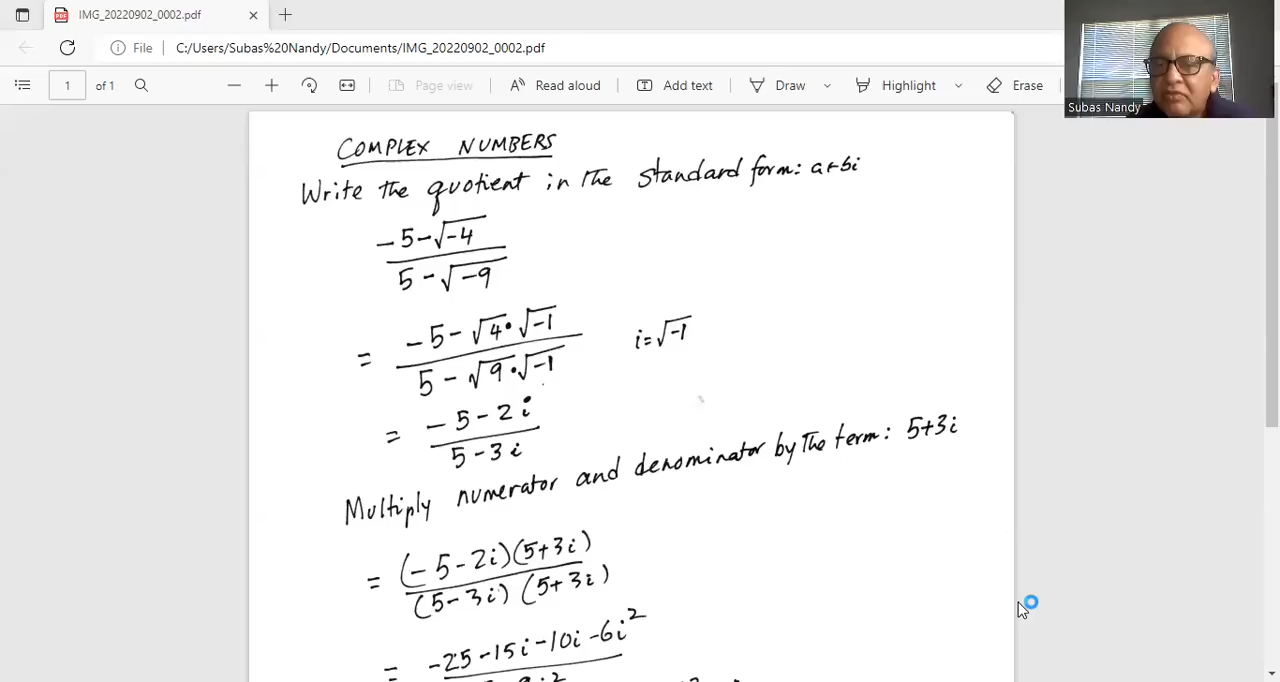 IMG_20220902_0002.pdf
File C:/Users/Subas%20Nandy/Documents/IMG_20220902_0002.pdf
1 of 1 Page view Read aloud Add text Draw Highlight Erase
Subas Nandy
COMPLEX NUMBERS
Write the quotient in the standard form: a+bi
-5-√-4
5-√-9
= -5-√4·√-1
5-√9·√-1
i=√-1
= -5-2i
5-3i
Multiply numerator and denominator by the term: 5+3i
= (-5-2i)(5+3i)
(5-3i)(5+3i)
= -25-15i-10i-6i²